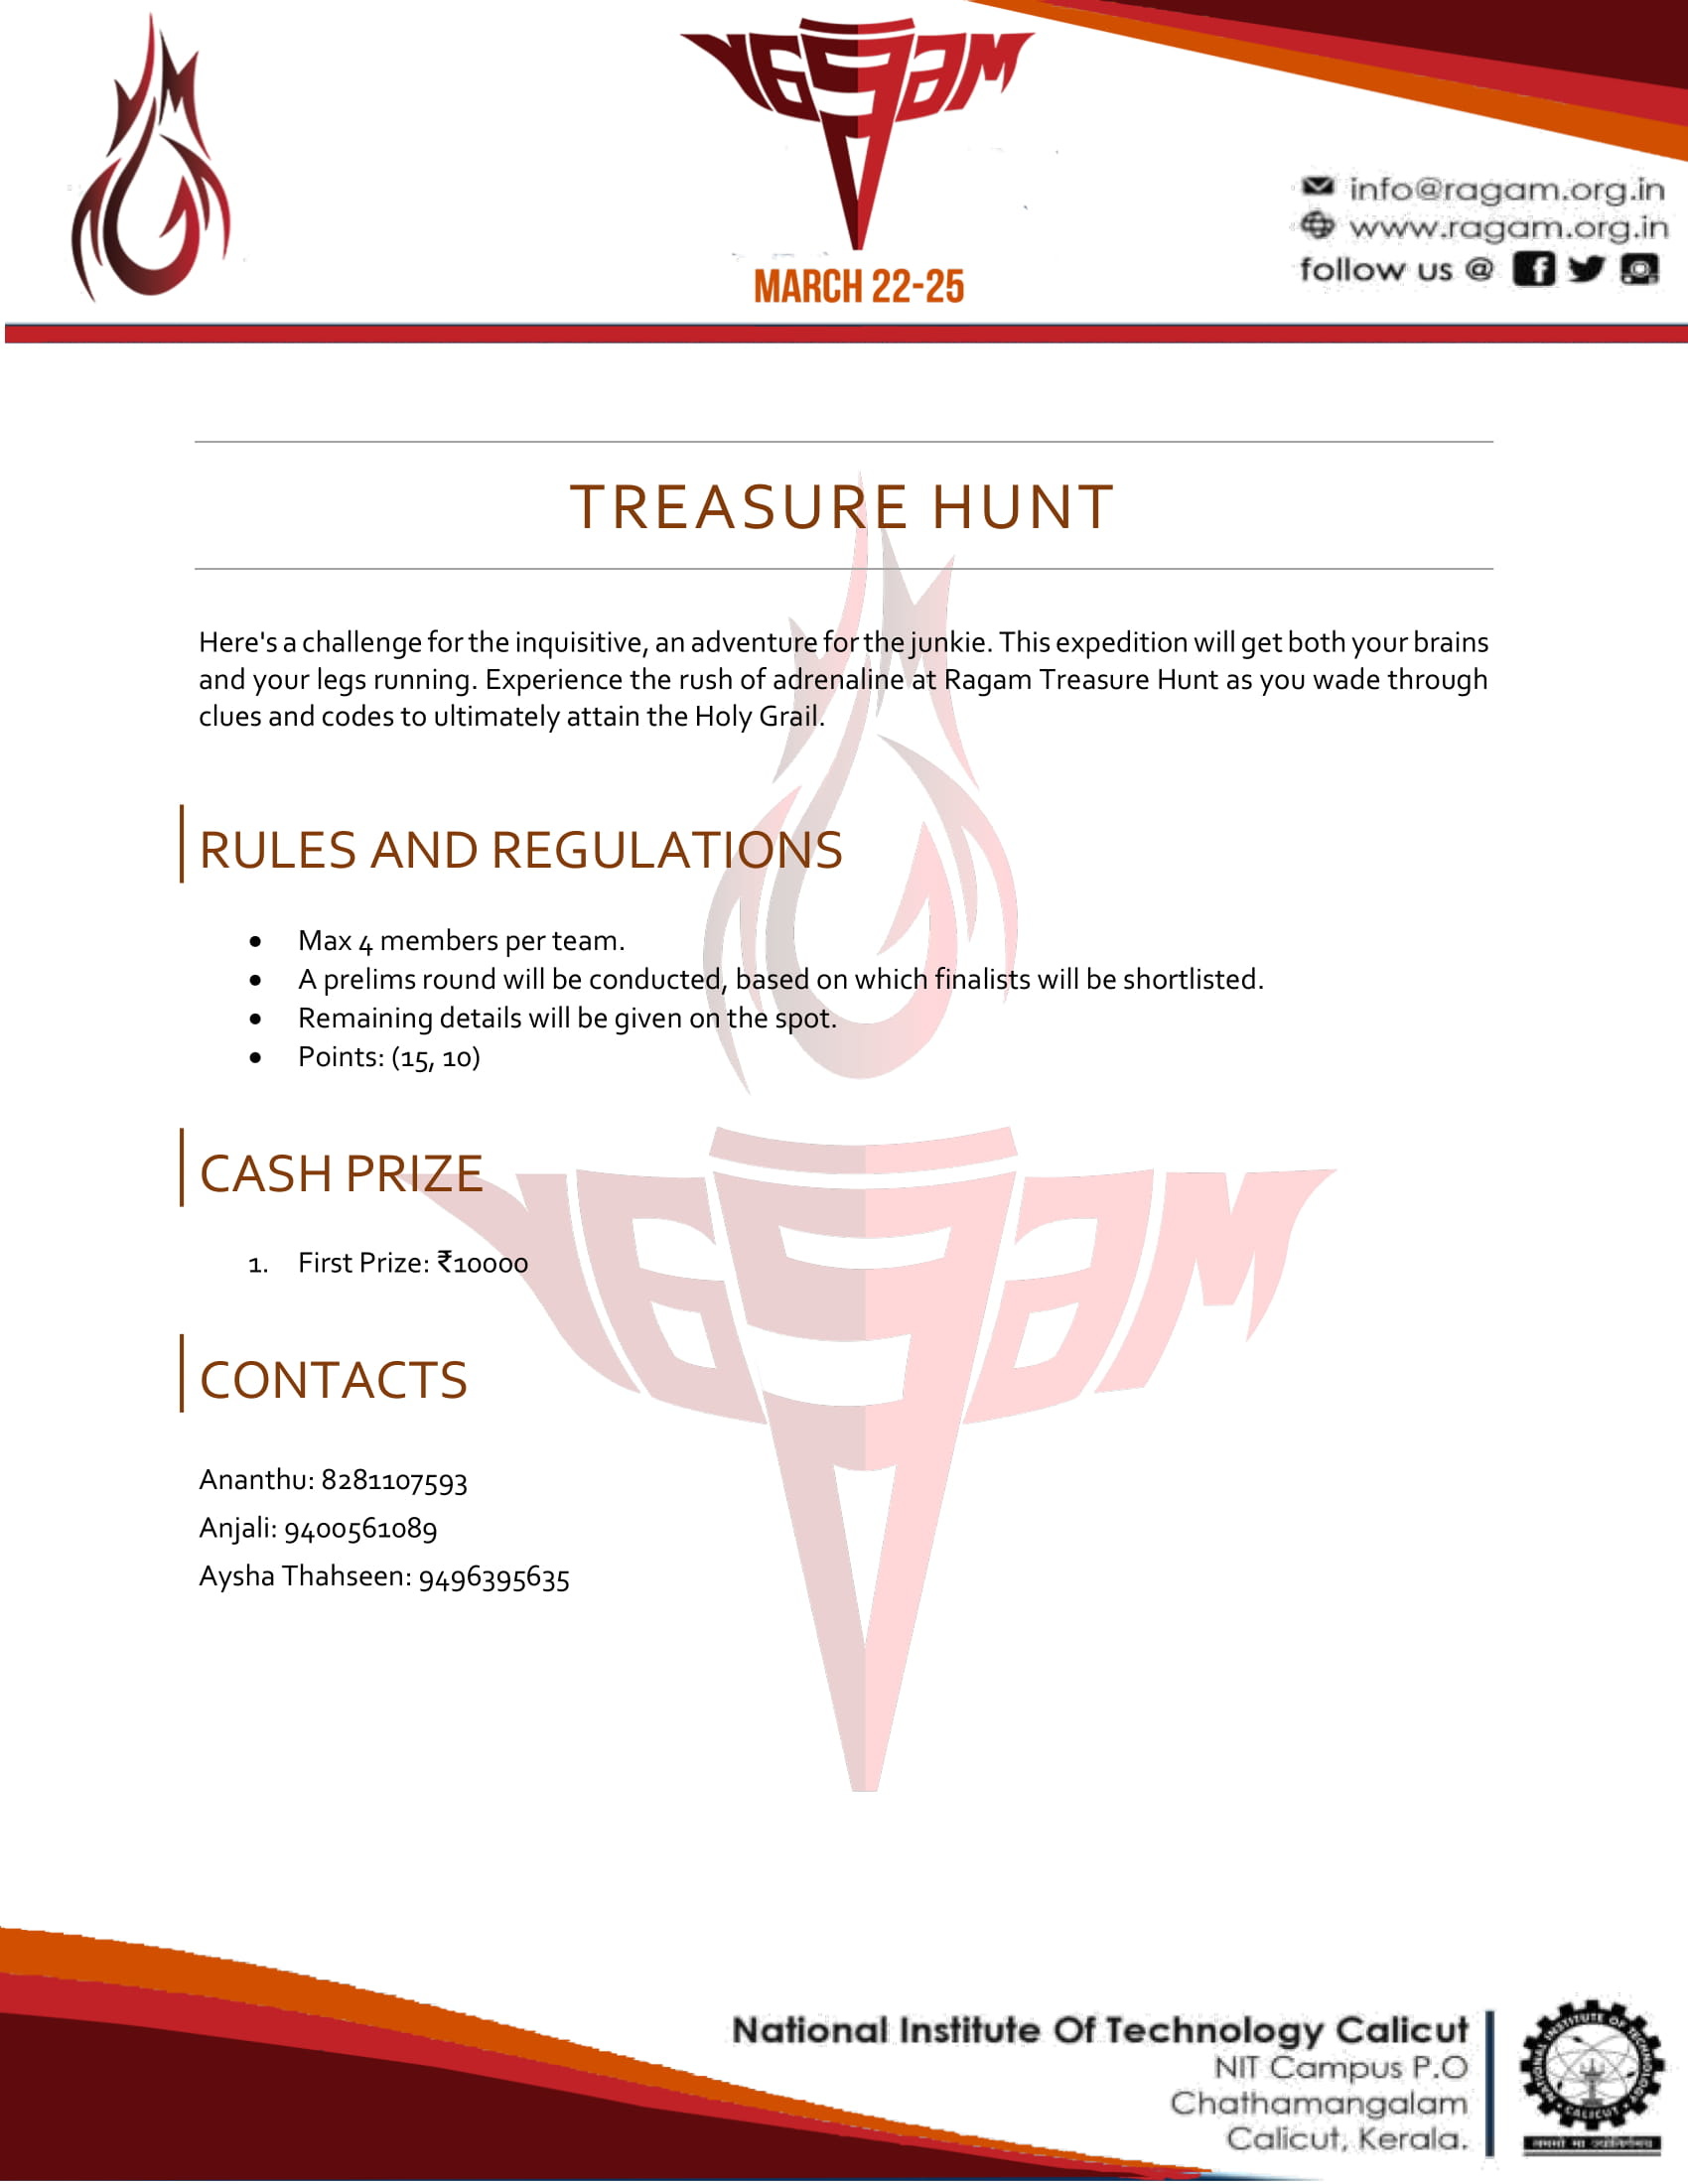 RAGAM
MARCH 22-25
info@ragam.org.in
www.ragam.org.in
follow us @
TREASURE HUNT
Here's a challenge for the inquisitive, an adventure for the junkie. This expedition will get both your brains
and your legs running. Experience the rush of adrenaline at Ragam Treasure Hunt as you wade through
clues and codes to ultimately attain the Holy Grail.
RULES AND REGULATIONS
• Max 4 members per team.
• A prelims round will be conducted, based on which finalists will be shortlisted.
• Remaining details will be given on the spot.
• Points: (15, 10)
CASH PRIZE
1. First Prize: ₹10000
CONTACTS
Ananthu: 8281107593
Anjali: 9400561089
Aysha Thahseen: 9496395635
National Institute Of Technology Calicut
NIT Campus P.O
Chathamangalam
Calicut, Kerala.
NATIONAL INSTITUTE OF TECHNOLOGY
CALICUT